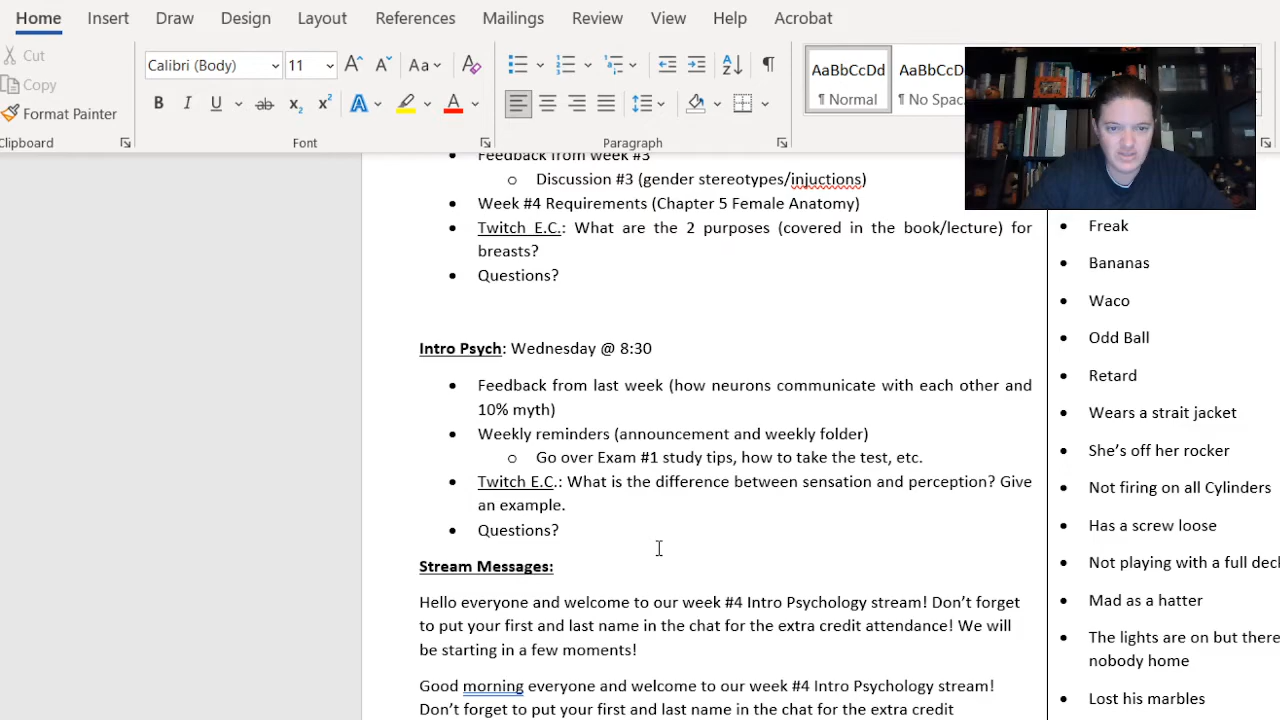 Home Insert Draw Design Layout References Mailings Review View Help Acrobat
Cut
Copy
Format Painter
Calibri (Body) 11 Aa
B I U ab x₂ x² A A
AaBbCcDd AaBbCcDd
¶ Normal ¶ No Spac...
Clipboard Font Paragraph
Feedback from week #3
Discussion #3 (gender stereotypes/injuctions)
Week #4 Requirements (Chapter 5 Female Anatomy)
Twitch E.C.: What are the 2 purposes (covered in the book/lecture) for
breasts?
Questions?
Intro Psych: Wednesday @ 8:30
Feedback from last week (how neurons communicate with each other and
10% myth)
Weekly reminders (announcement and weekly folder)
Go over Exam #1 study tips, how to take the test, etc.
Twitch E.C.: What is the difference between sensation and perception? Give
an example.
Questions?
Stream Messages:
Hello everyone and welcome to our week #4 Intro Psychology stream! Don't forget
to put your first and last name in the chat for the extra credit attendance! We will
be starting in a few moments!
Good morning everyone and welcome to our week #4 Intro Psychology stream!
Don't forget to put your first and last name in the chat for the extra credit
Freak
Bananas
Waco
Odd Ball
Retard
Wears a strait jacket
She's off her rocker
Not firing on all Cylinders
Has a screw loose
Not playing with a full deck
Mad as a hatter
The lights are on but there
nobody home
Lost his marbles